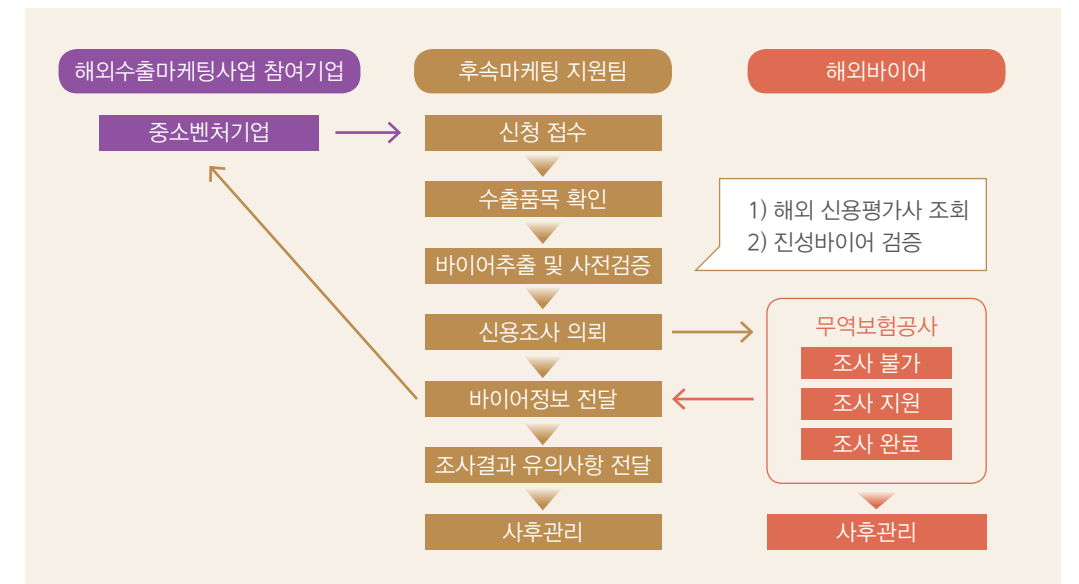 해외수출마케팅사업 참여기업
후속마케팅 지원팀
해외바이어
중소벤처기업
신청 접수
수출품목 확인
바이어추출 및 사전검증
1) 해외 신용평가사 조회
2) 진성바이어 검증
신용조사 의뢰
무역보험공사
조사 불가
조사 지원
조사 완료
바이어정보 전달
조사결과 유의사항 전달
사후관리
사후관리